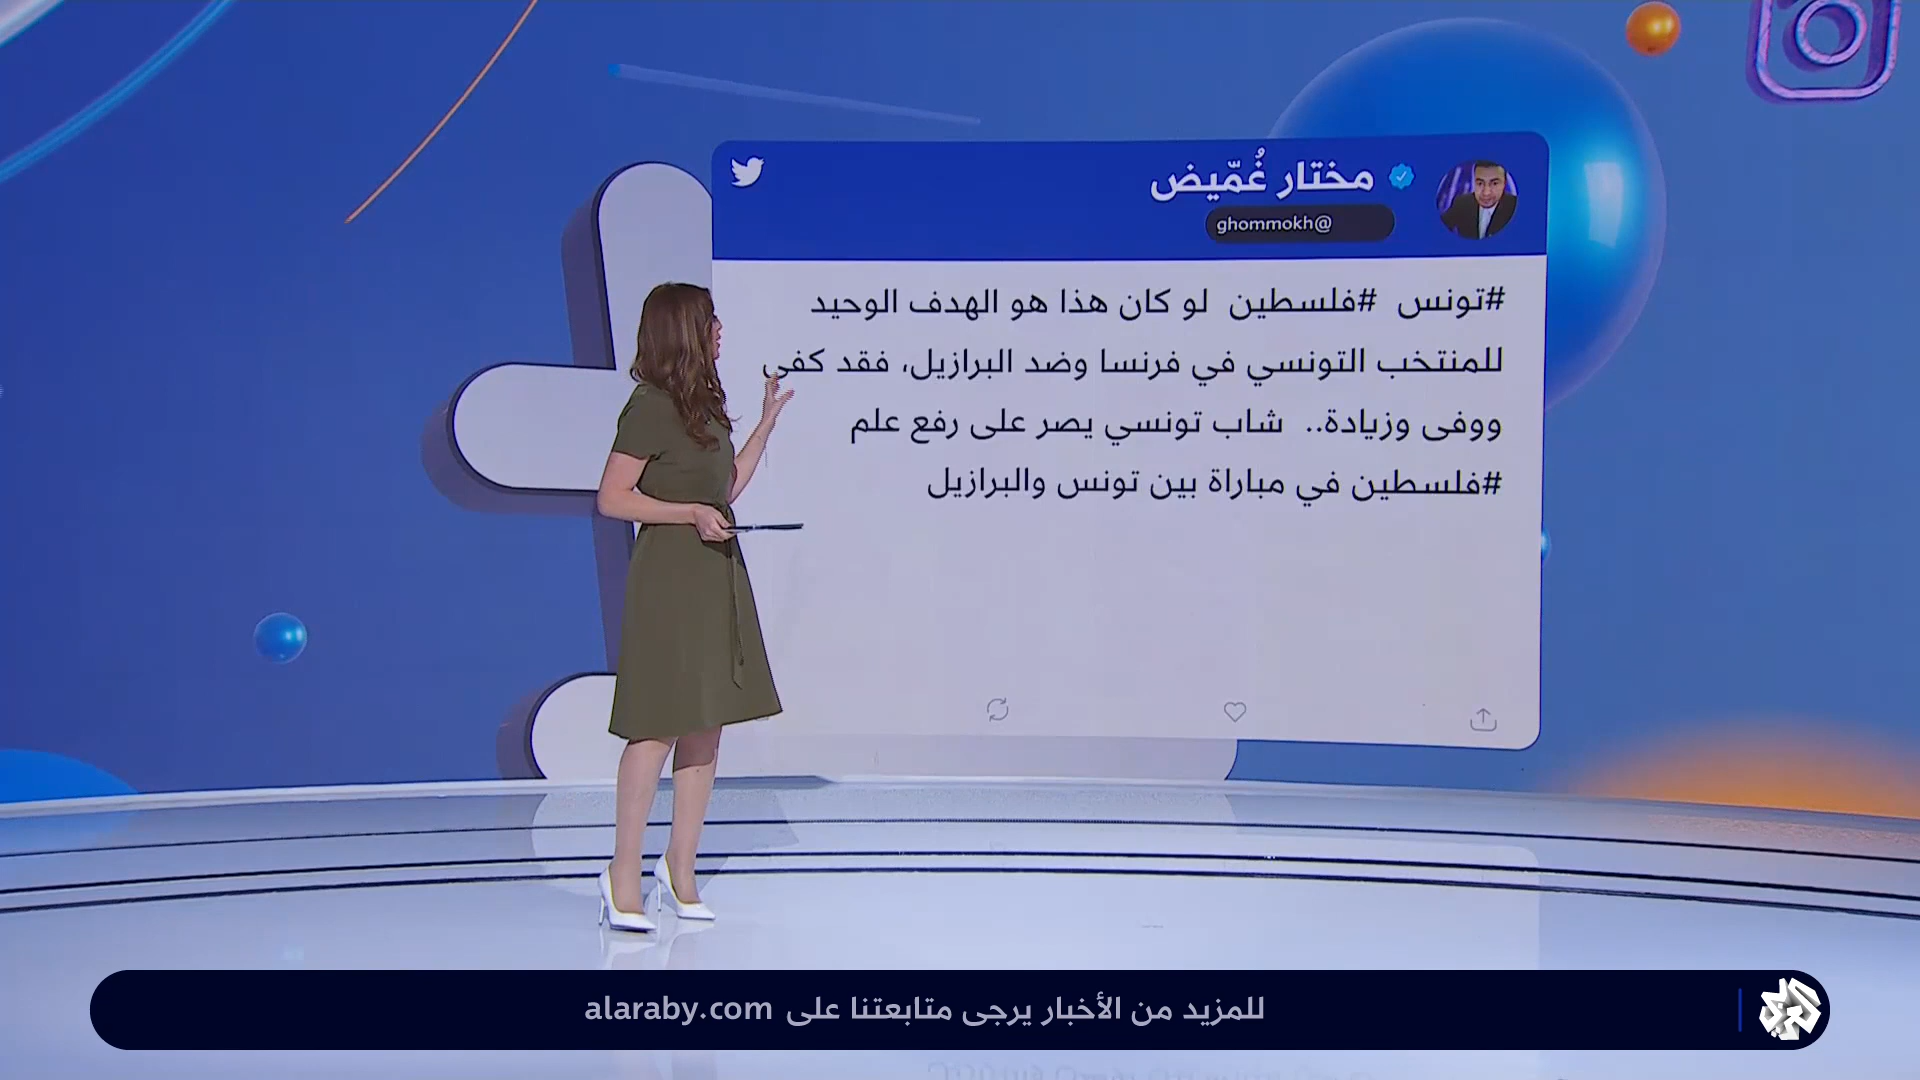 مختار غُمّيض
ghommokh@
#تونس #فلسطين لو كان هذا هو الهدف الوحيد
للمنتخب التونسي في فرنسا وضد البرازيل، فقد كفى
ووفى وزيادة.. شاب تونسي يصر على رفع علم
#فلسطين في مباراة بين تونس والبرازيل
للمزيد من الأخبار يرجى متابعتنا على alaraby.com